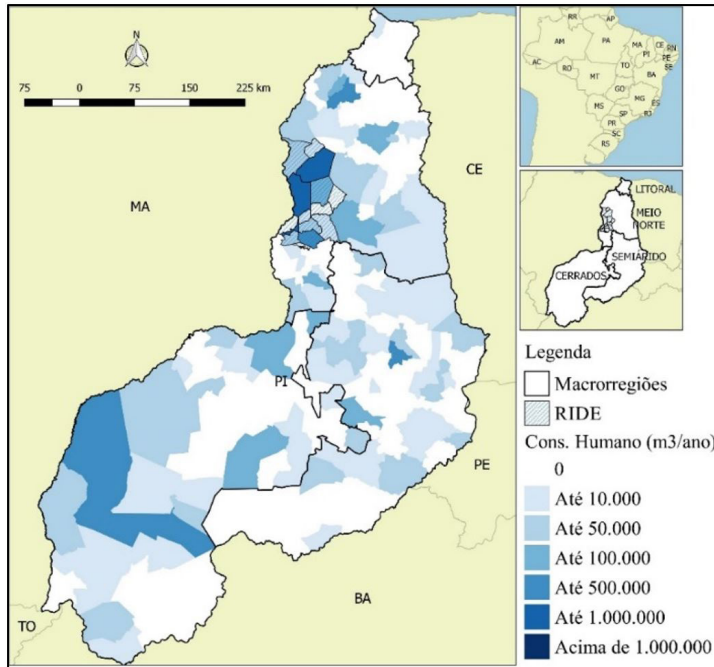 N
75 0 75 150 225 km
MA
CE
PI
PE
BA
TO
RR AP
AM PA MA CE RN
PI PE
AC RO TO SE
MT BA
GO
MG ES
MS SP RJ
PR
SC
RS
LITORAL
MEIO
NORTE
SEMIARIDO
CERRADOS
Legenda
Macrorregiões
RIDE
Cons. Humano (m3/ano)
0
Até 10.000
Até 50.000
Até 100.000
Até 500.000
Até 1.000.000
Acima de 1.000.000